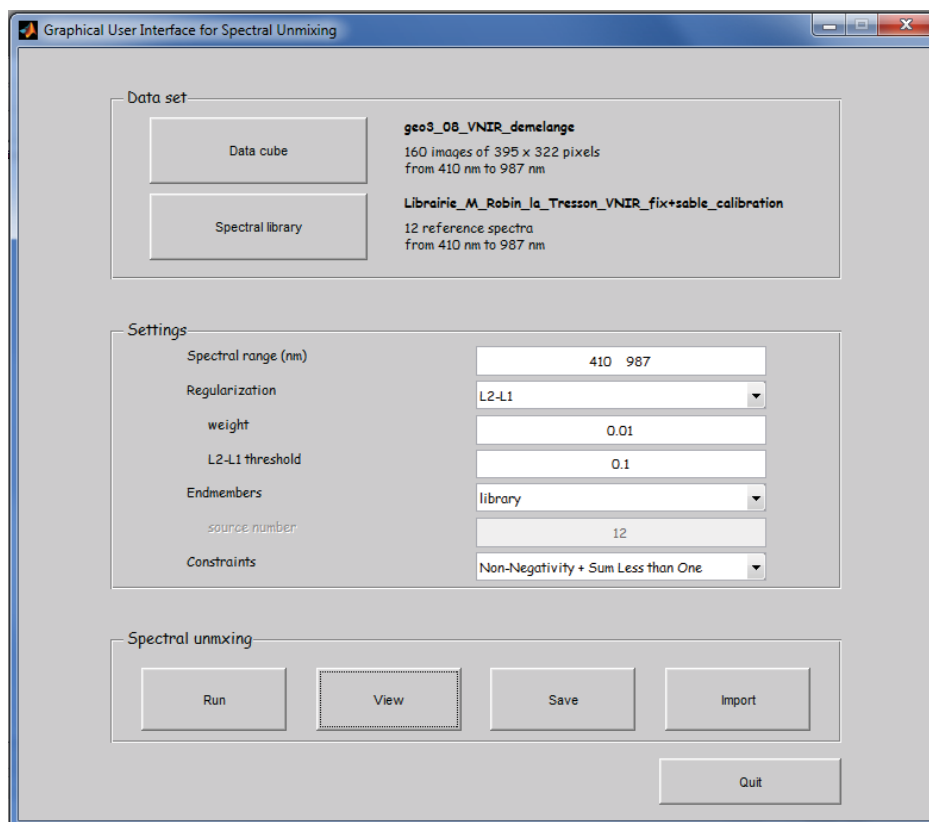 Graphical User Interface for Spectral Unmixing
Data set
Data cube
geo3_08_VNIR_demelange
160 images of 395 x 322 pixels
from 410 nm to 987 nm
Spectral library
Librairie_M_Robin_la_Tresson_VNIR_fix+sable_calibration
12 reference spectra
from 410 nm to 987 nm
Settings
Spectral range (nm) 410 987
Regularization L2-L1
weight 0.01
L2-L1 threshold 0.1
Endmembers library
source number 12
Constraints Non-Negativity + Sum Less than One
Spectral unmxing
Run View Save Import
Quit